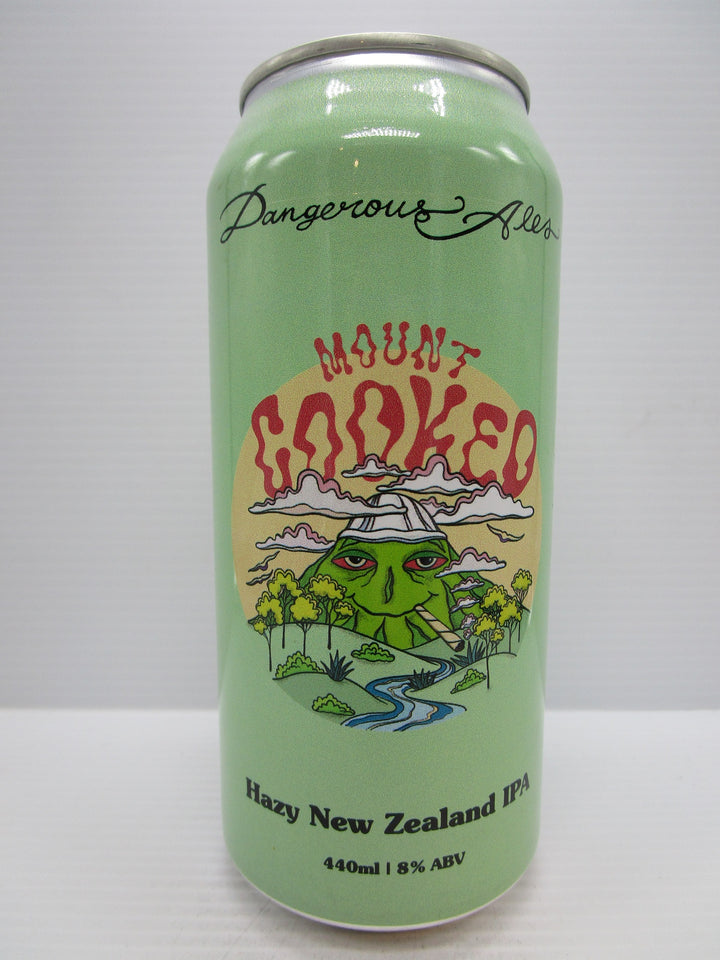 Dangerous Ales
MOUNT
COOKED
Hazy New Zealand IPA
440ml | 8% ABV